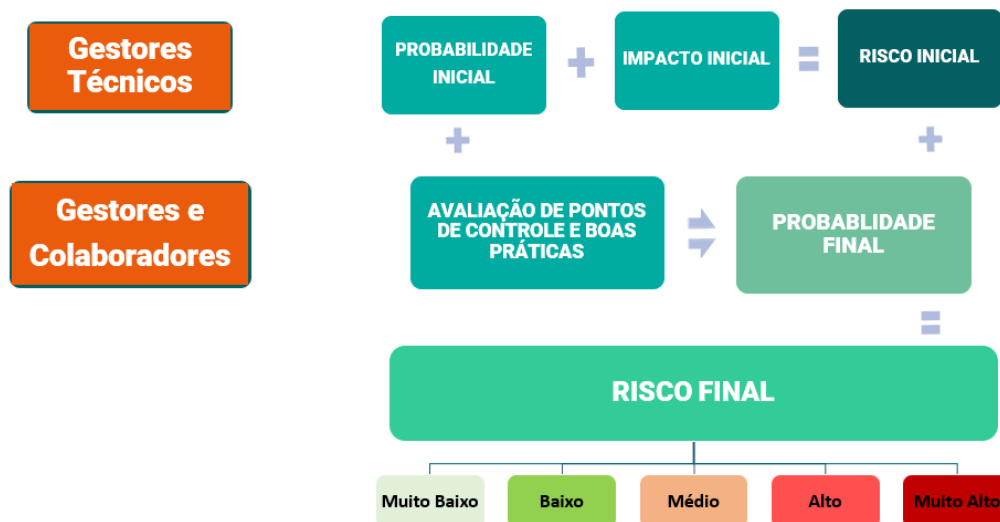 Gestores
Técnicos
PROBABILIDADE
INICIAL
+
IMPACTO INICIAL
=
RISCO INICIAL
+
+
Gestores e
Colaboradores
AVALIAÇÃO DE PONTOS
DE CONTROLE E BOAS
PRÁTICAS
PROBABLIDADE
FINAL
=
RISCO FINAL
Muito Baixo
Baixo
Médio
Alto
Muito Alto